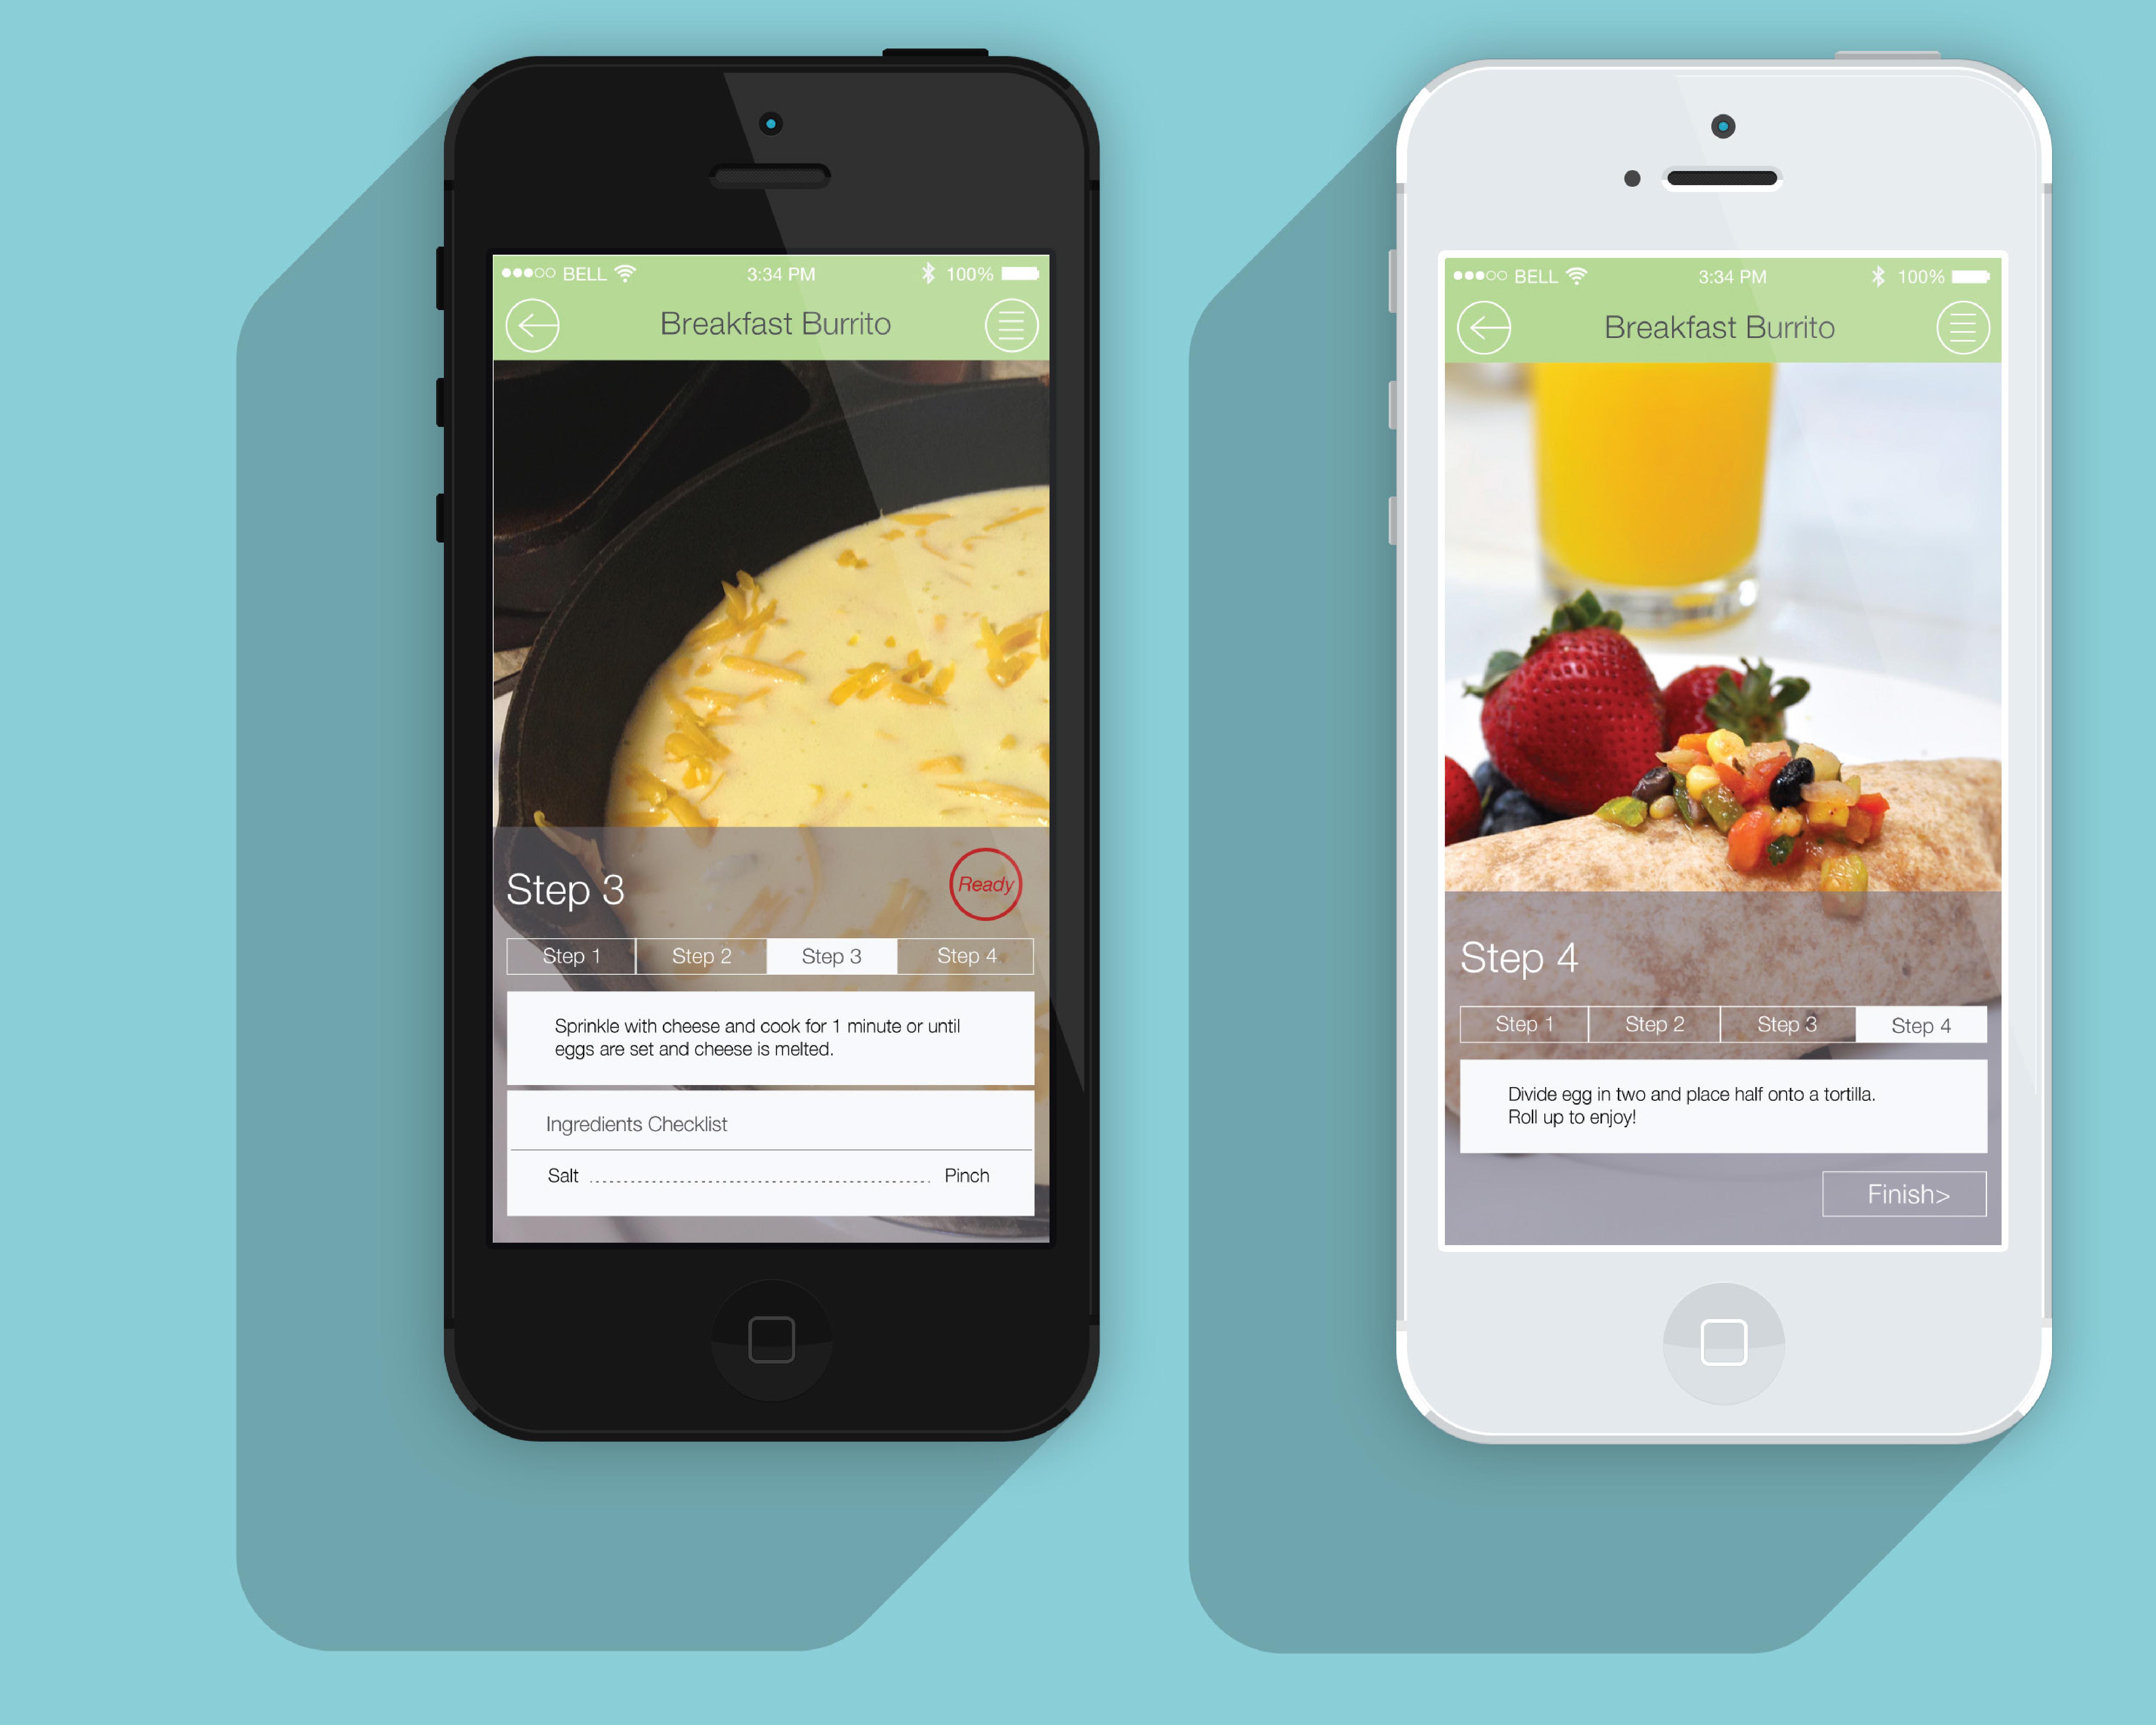 BELL 3:34 PM 100%
Breakfast Burrito
Step 3
Ready
Step 1 Step 2 Step 3 Step 4
Sprinkle with cheese and cook for 1 minute or until
eggs are set and cheese is melted.
Ingredients Checklist
Salt ........................................ Pinch
BELL 3:34 PM 100%
Breakfast Burrito
Step 4
Step 1 Step 2 Step 3 Step 4
Divide egg in two and place half onto a tortilla.
Roll up to enjoy!
Finish>